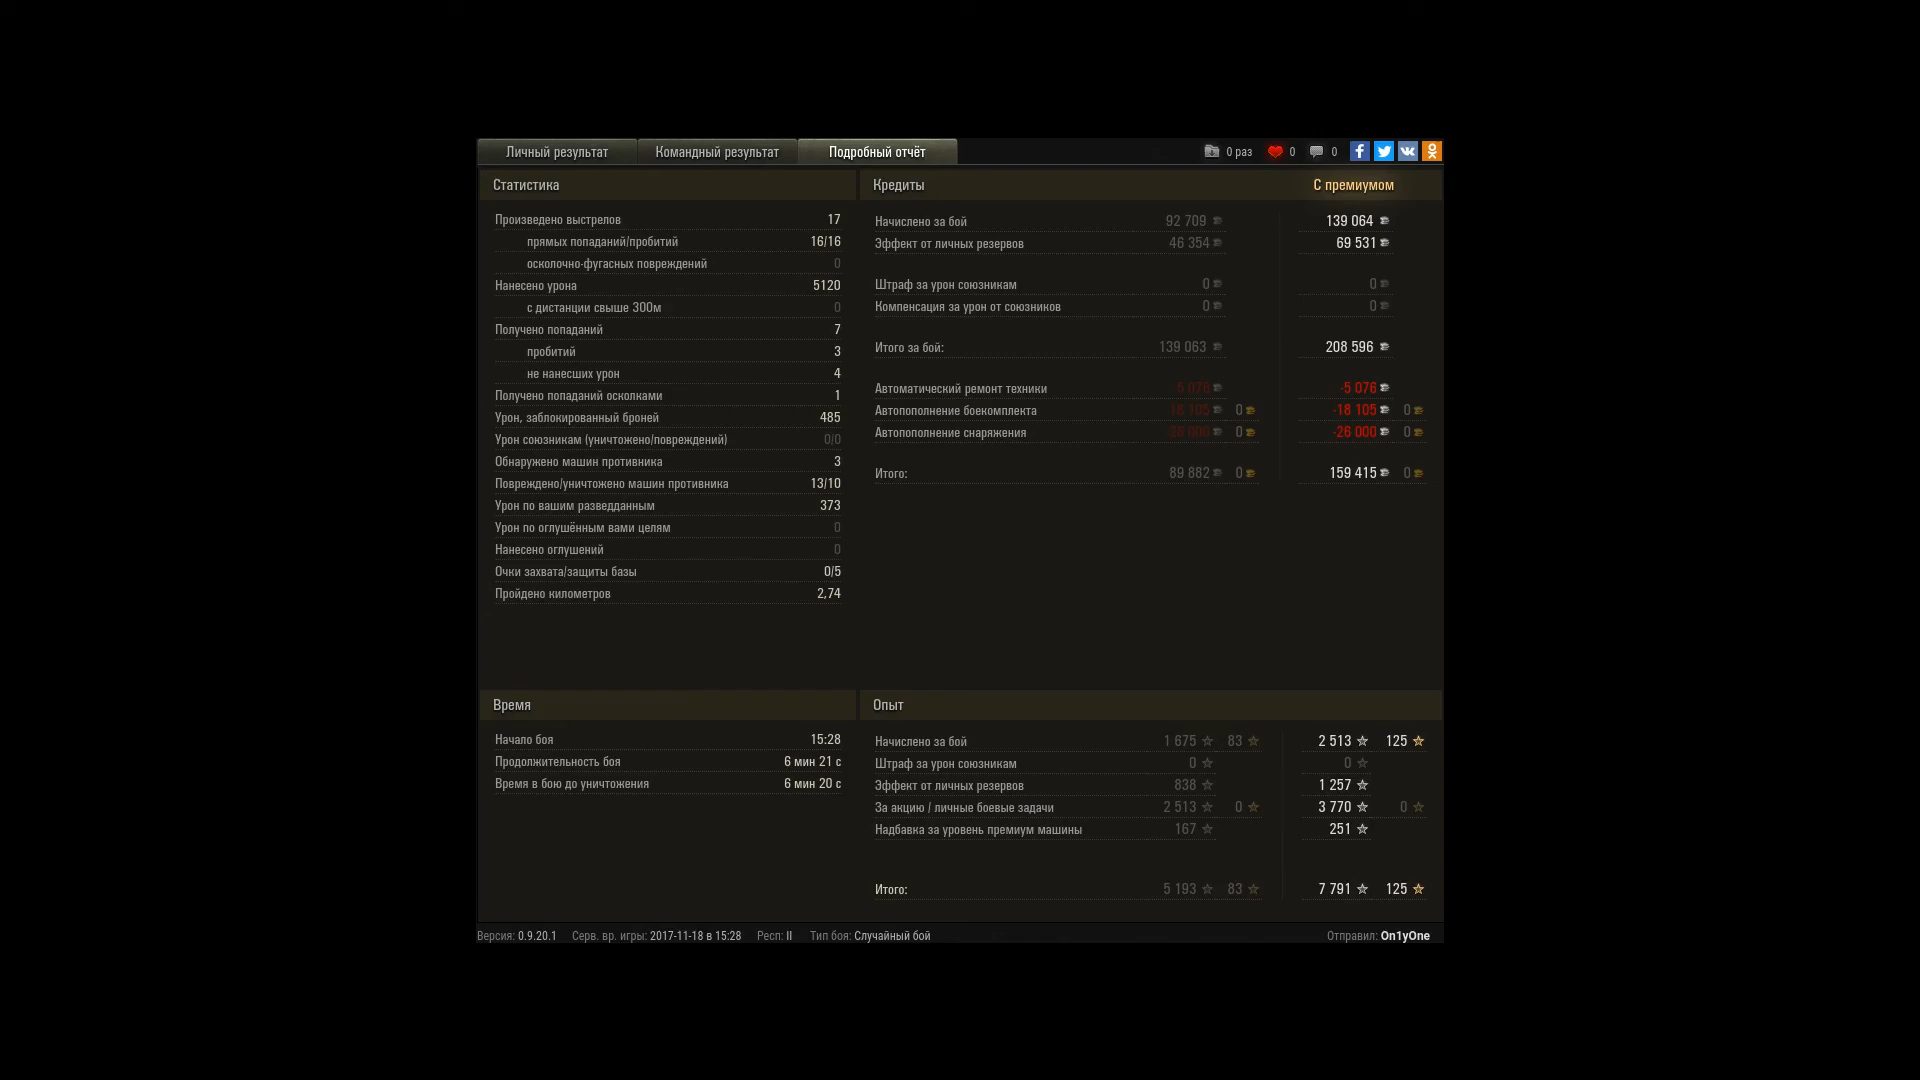 Личный результат Командный результат Подробный отчёт 0 раз 0 0
Статистика
Произведено выстрелов 17
прямых попаданий/пробитий 16/16
осколочно-фугасных повреждений 0
Нанесено урона 5120
с дистанции свыше 300м 0
Получено попаданий 7
пробитий 3
не нанесших урон 4
Получено попаданий осколками 1
Урон, заблокированный броней 485
Урон союзникам (уничтожено/повреждений) 0/0
Обнаружено машин противника 3
Повреждено/уничтожено машин противника 13/10
Урон по вашим разведданным 373
Урон по оглушённым вами целям 0
Нанесено оглушений 0
Очки захвата/защиты базы 0/5
Пройдено километров 2,74
Кредиты С премиумом
Начислено за бой 92 709 139 064
Эффект от личных резервов 46 354 69 531
Штраф за урон союзникам 0 0
Компенсация за урон от союзников 0 0
Итого за бой: 139 063 208 596
Автоматический ремонт техники 5 076 -5 076
Автопополнение боекомплекта 18 105 0 -18 105 0
Автопополнение снаряжения 26 000 0 -26 000 0
Итого: 89 882 0 159 415 0
Время
Начало боя 15:28
Продолжительность боя 6 мин 21 с
Время в бою до уничтожения 6 мин 20 с
Опыт
Начислено за бой 1 675 83 2 513 125
Штраф за урон союзникам 0 0
Эффект от личных резервов 838 1 257
За акцию / личные боевые задачи 2 513 0 3 770 0
Надбавка за уровень премиум машины 167 251
Итого: 5 193 83 7 791 125
Версия: 0.9.20.1 Серв. вр. игры: 2017-11-18 в 15:28 Респ: II Тип боя: Случайный бой Отправил: On1yOne